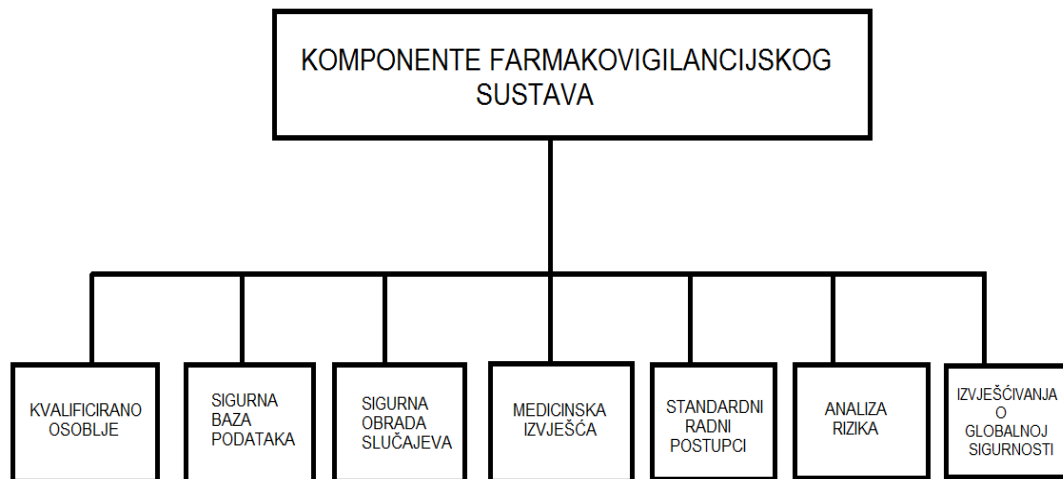 KOMPONENTE FARMAKOVIGILANCIJSKOG
SUSTAVA
KVALIFICIRANO
OSOBLJE
SIGURNA
BAZA
PODATAKA
SIGURNA
OBRADA
SLUČAJEVA
MEDICINSKA
IZVJEŠĆA
STANDARDNI
RADNI
POSTUPCI
ANALIZA
RIZIKA
IZVJEŠĆIVANJA
O
GLOBALNOJ
SIGURNOSTI